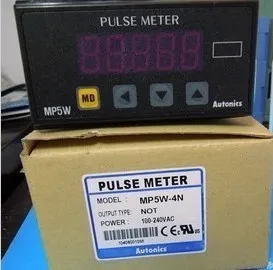 PULSE METER
MP5W
MD
Autonics
PULSE METER
MODEL: MP5W-4N
OUTPUT TYPE: NOT
POWER: 100-240VAC
Autonics